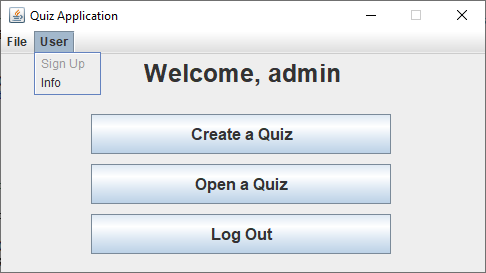 Quiz Application
File User
Sign Up
Info
Welcome, admin
Create a Quiz
Open a Quiz
Log Out